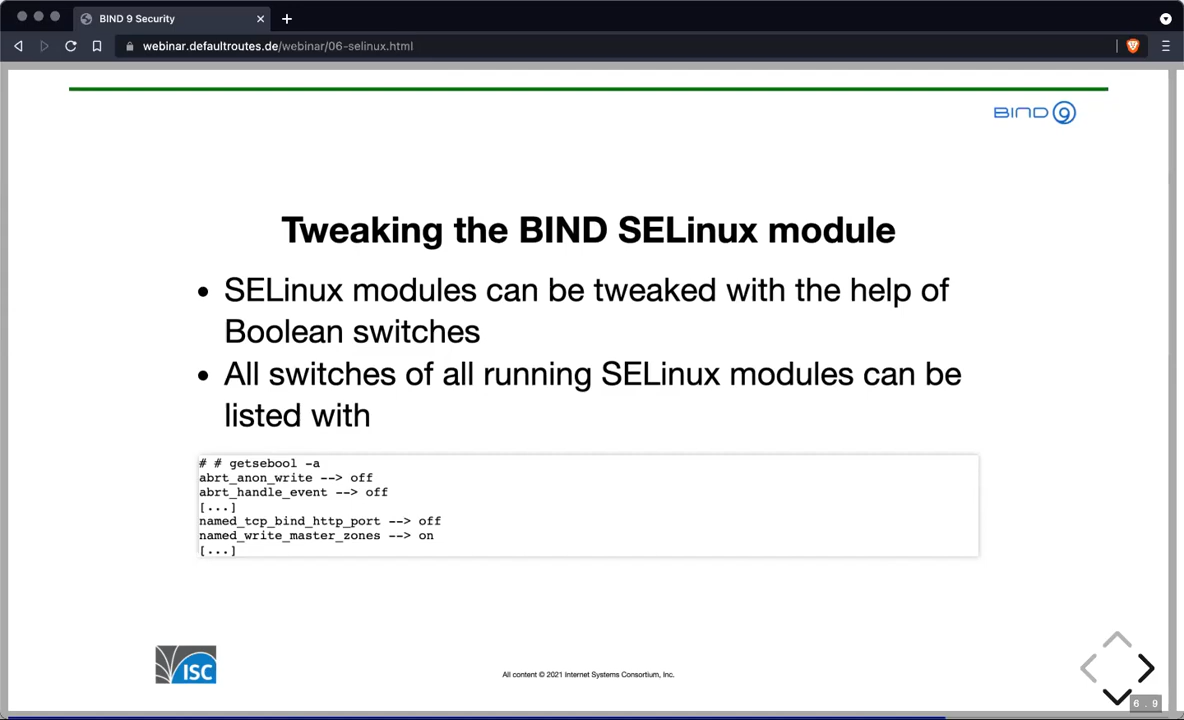 BIND 9 Security
webinar.defaultroutes.de/webinar/06-selinux.html
BIND 9
Tweaking the BIND SELinux module
• SELinux modules can be tweaked with the help of
Boolean switches
• All switches of all running SELinux modules can be
listed with
# # getsebool -a
abrt_anon_write --> off
abrt_handle_event --> off
[...]
named_tcp_bind_http_port --> off
named_write_master_zones --> on
[...]
ISC
All content © 2021 Internet Systems Consortium, Inc.
6 . 9